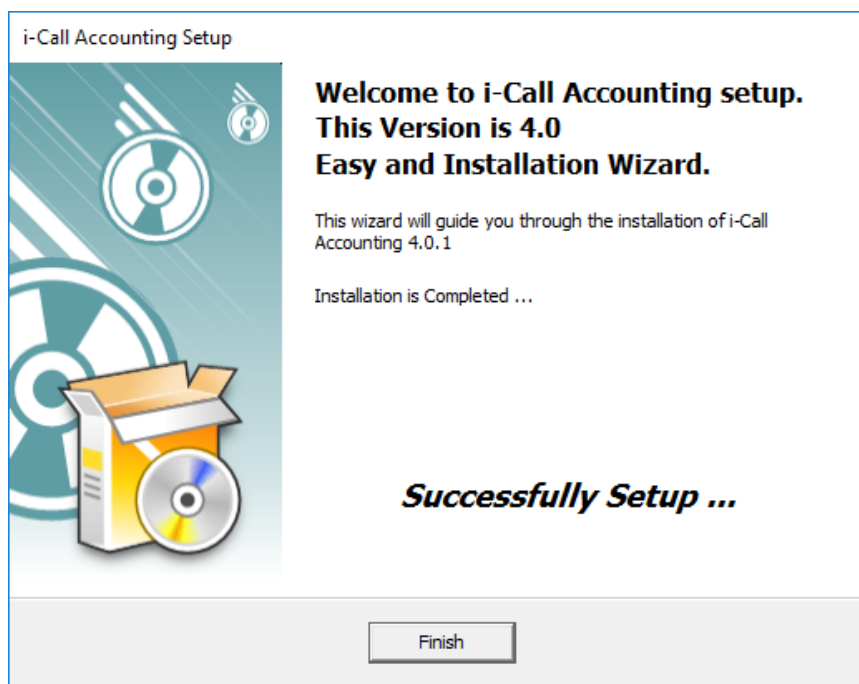 i-Call Accounting Setup
Welcome to i-Call Accounting setup.
This Version is 4.0
Easy and Installation Wizard.
This wizard will guide you through the installation of i-Call
Accounting 4.0.1
Installation is Completed ...
Successfully Setup ...
Finish